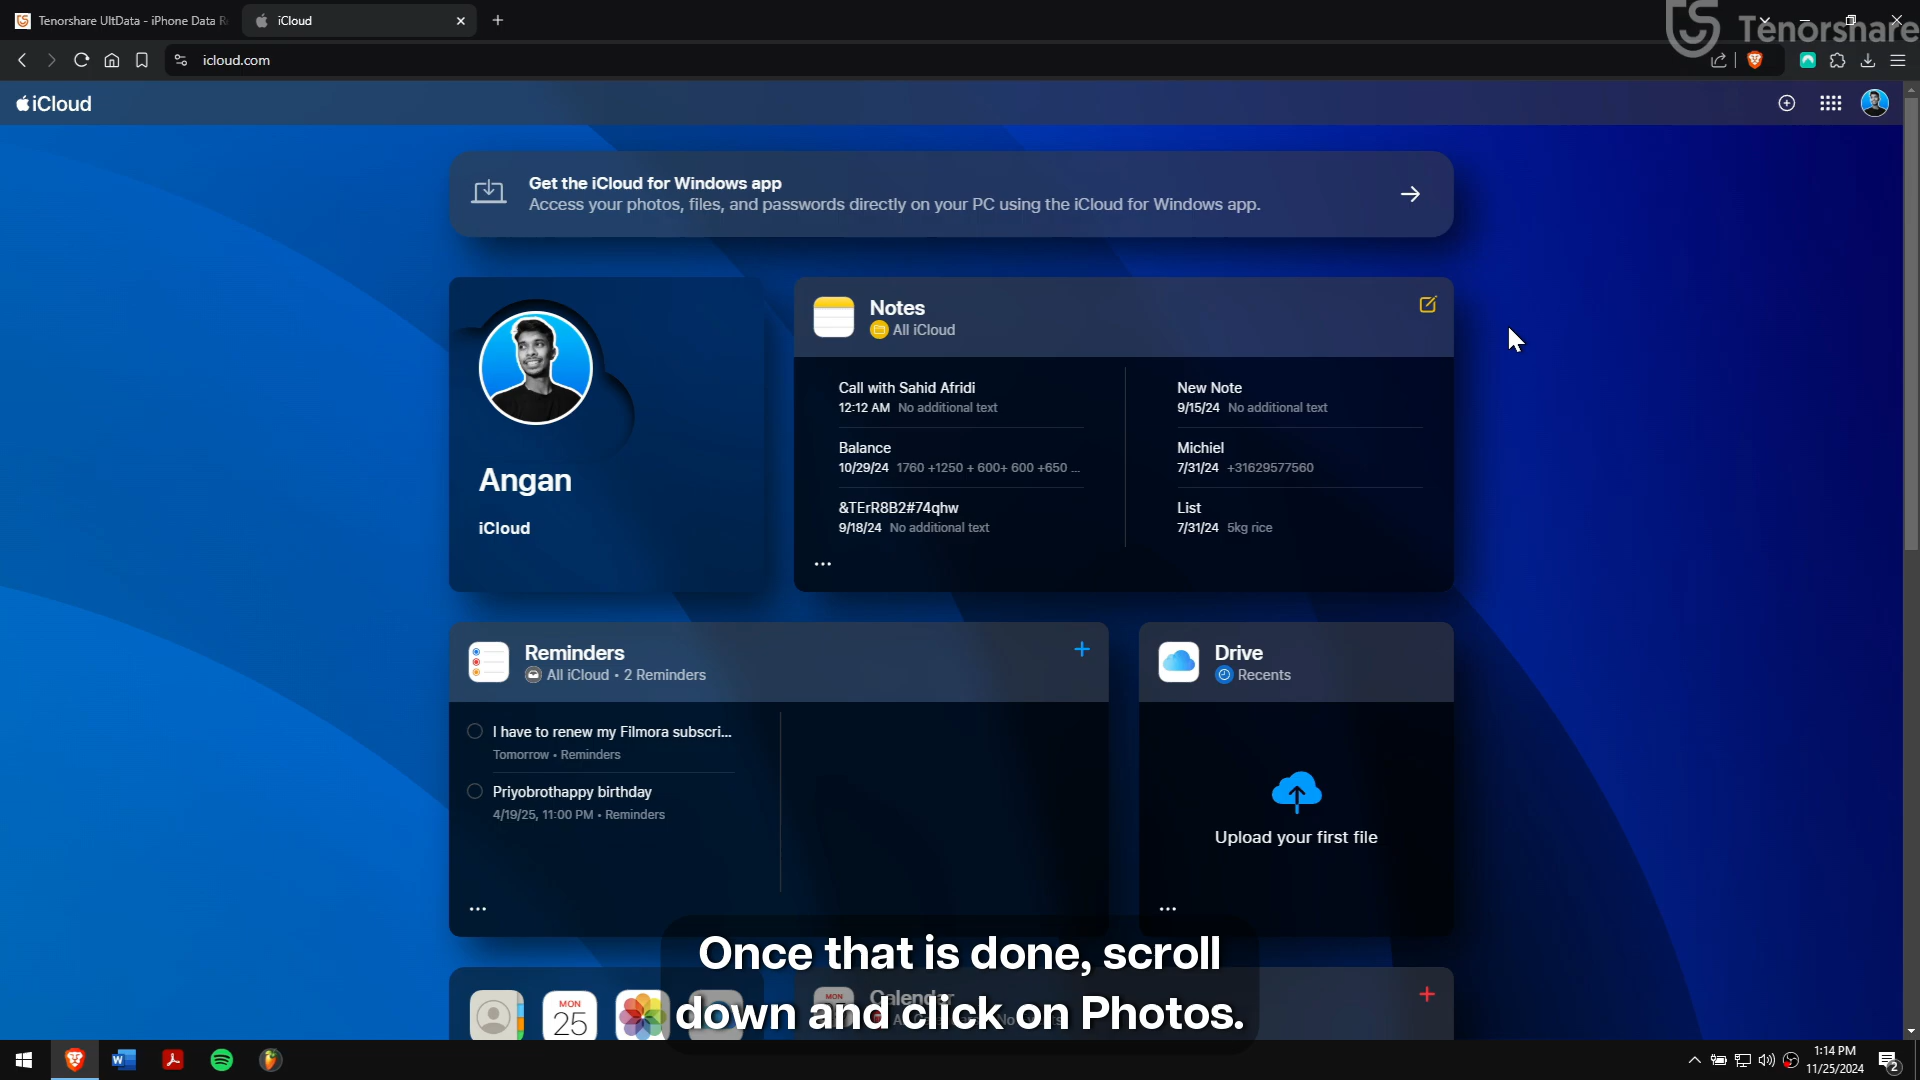 Tenorshare UltData - iPhone Data R
iCloud
Tenorshare
icloud.com
iCloud
Get the iCloud for Windows app
Access your photos, files, and passwords directly on your PC using the iCloud for Windows app.
Angan
iCloud
Notes
All iCloud
Call with Sahid Afridi
12:12 AM No additional text
Balance
10/29/24 1760 +1250 + 600+ 600 +650 ...
&TErR8B2#74qhw
9/18/24 No additional text
New Note
9/15/24 No additional text
Michiel
7/31/24 +31629577560
List
7/31/24 5kg rice
Reminders
All iCloud • 2 Reminders
I have to renew my Filmora subscri...
Tomorrow • Reminders
Priyobrothappy birthday
4/19/25, 11:00 PM • Reminders
Drive
Recents
Upload your first file
MON
25
MON
Calendar
Once that is done, scroll
down and click on Photos.
1:14 PM
11/25/2024
2